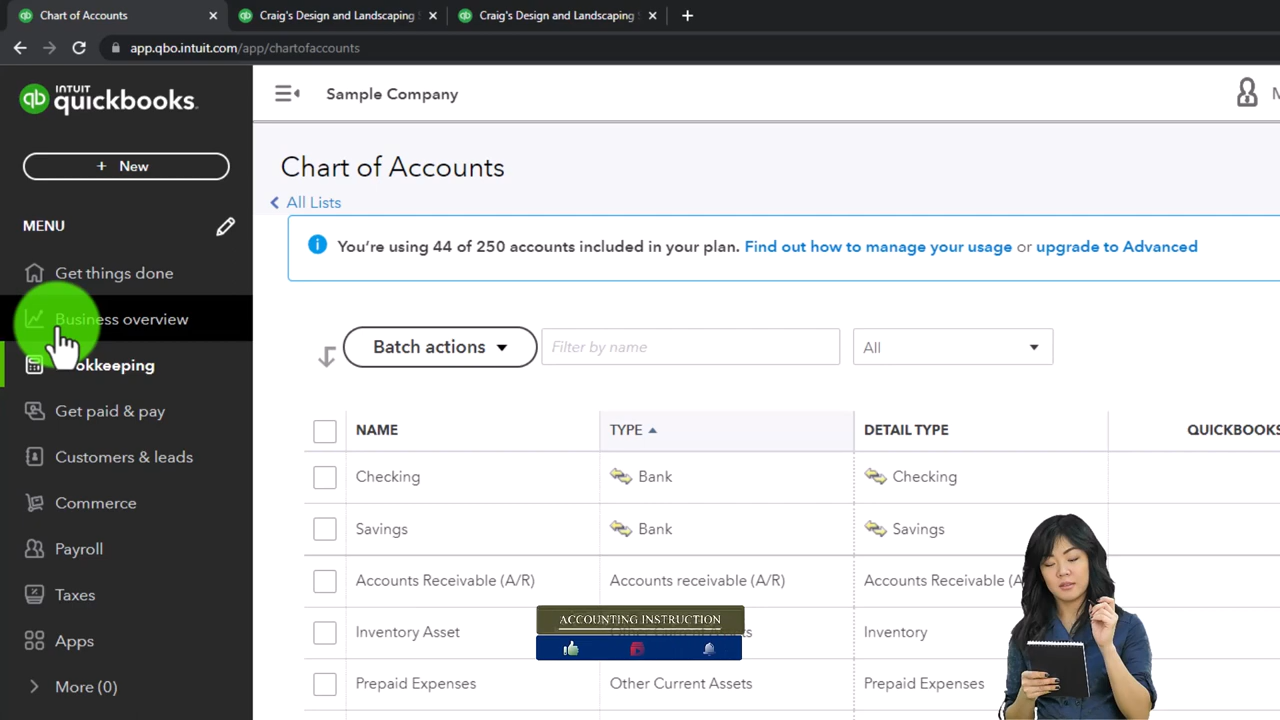 Chart of Accounts
Craig's Design and Landscaping
Craig's Design and Landscaping
app.qbo.intuit.com/app/chartofaccounts
INTUIT
quickbooks.
Sample Company
+ New
Chart of Accounts
All Lists
MENU
You're using 44 of 250 accounts included in your plan. Find out how to manage your usage or upgrade to Advanced
Get things done
Business overview
Bookkeeping
Get paid & pay
Customers & leads
Commerce
Payroll
Taxes
Apps
More (0)
Batch actions
Filter by name
All
NAME TYPE DETAIL TYPE QUICKBOOKS
Checking Bank Checking
Savings Bank Savings
Accounts Receivable (A/R) Accounts receivable (A/R) Accounts Receivable (A
Inventory Asset Inventory
Prepaid Expenses Other Current Assets Prepaid Expenses
ACCOUNTING INSTRUCTION